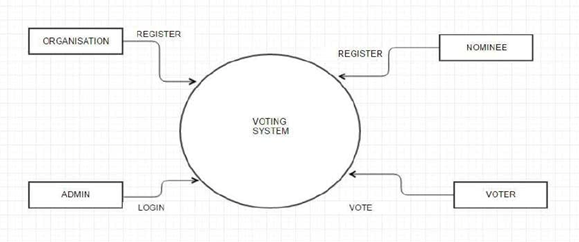 ORGANISATION
REGISTER
REGISTER
NOMINEE
VOTING
SYSTEM
ADMIN
LOGIN
VOTE
VOTER